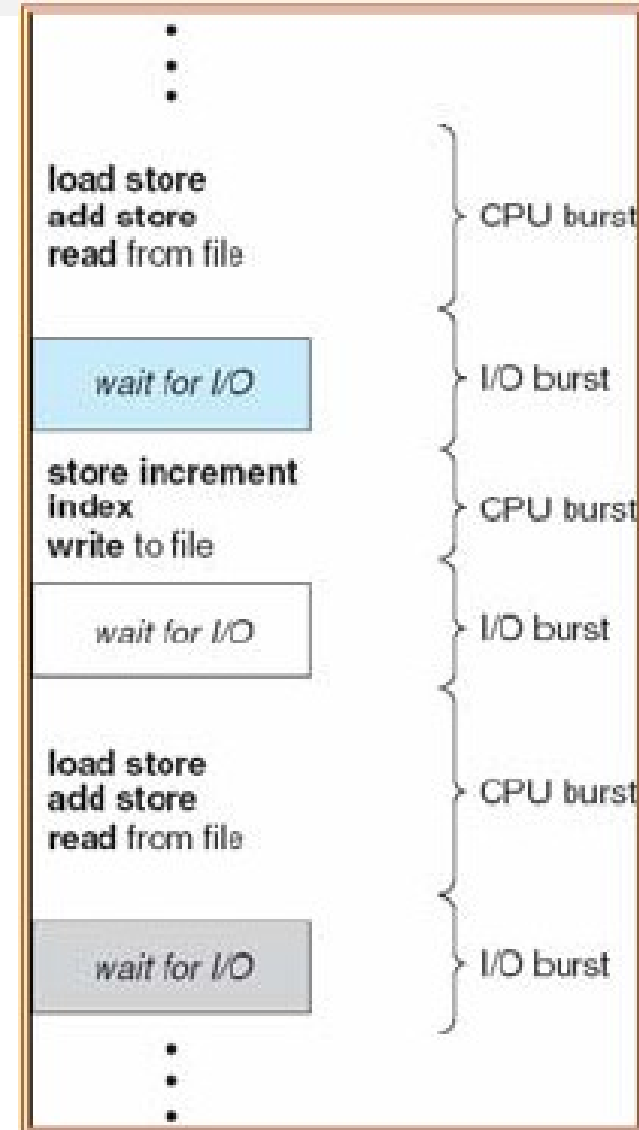 load store
add store
read from file
CPU burst
wait for I/O
I/O burst
store increment
index
write to file
CPU burst
wait for I/O
I/O burst
load store
add store
read from file
CPU burst
wait for I/O
I/O burst